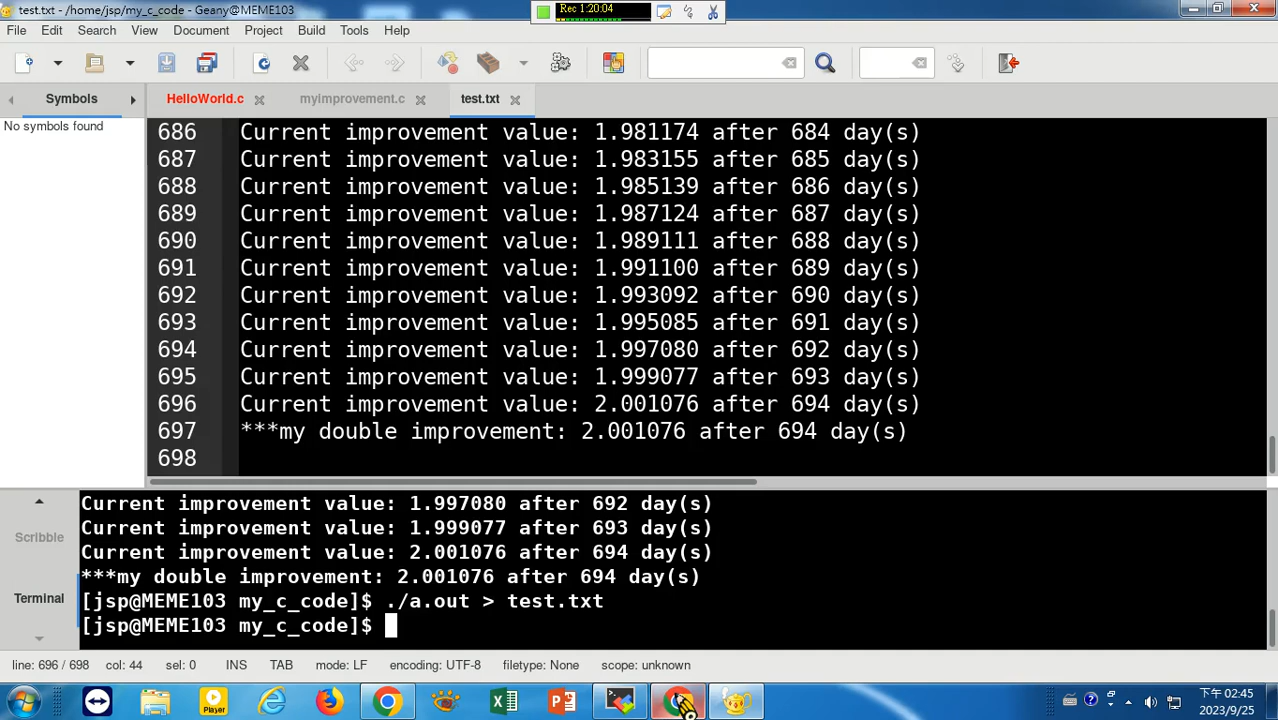 test.txt - /home/jsp/my_c_code - Geany@MEME103
Rec 1:20:04
File Edit Search View Document Project Build Tools Help
Symbols
HelloWorld.c
myimprovement.c
test.txt
No symbols found
686 Current improvement value: 1.981174 after 684 day(s)
687 Current improvement value: 1.983155 after 685 day(s)
688 Current improvement value: 1.985139 after 686 day(s)
689 Current improvement value: 1.987124 after 687 day(s)
690 Current improvement value: 1.989111 after 688 day(s)
691 Current improvement value: 1.991100 after 689 day(s)
692 Current improvement value: 1.993092 after 690 day(s)
693 Current improvement value: 1.995085 after 691 day(s)
694 Current improvement value: 1.997080 after 692 day(s)
695 Current improvement value: 1.999077 after 693 day(s)
696 Current improvement value: 2.001076 after 694 day(s)
697 ***my double improvement: 2.001076 after 694 day(s)
698
Scribble
Terminal
Current improvement value: 1.997080 after 692 day(s)
Current improvement value: 1.999077 after 693 day(s)
Current improvement value: 2.001076 after 694 day(s)
***my double improvement: 2.001076 after 694 day(s)
[jsp@MEME103 my_c_code]$ ./a.out > test.txt
[jsp@MEME103 my_c_code]$
line: 696 / 698 col: 44 sel: 0 INS TAB mode: LF encoding: UTF-8 filetype: None scope: unknown
Player
下午 02:45
2023/9/25